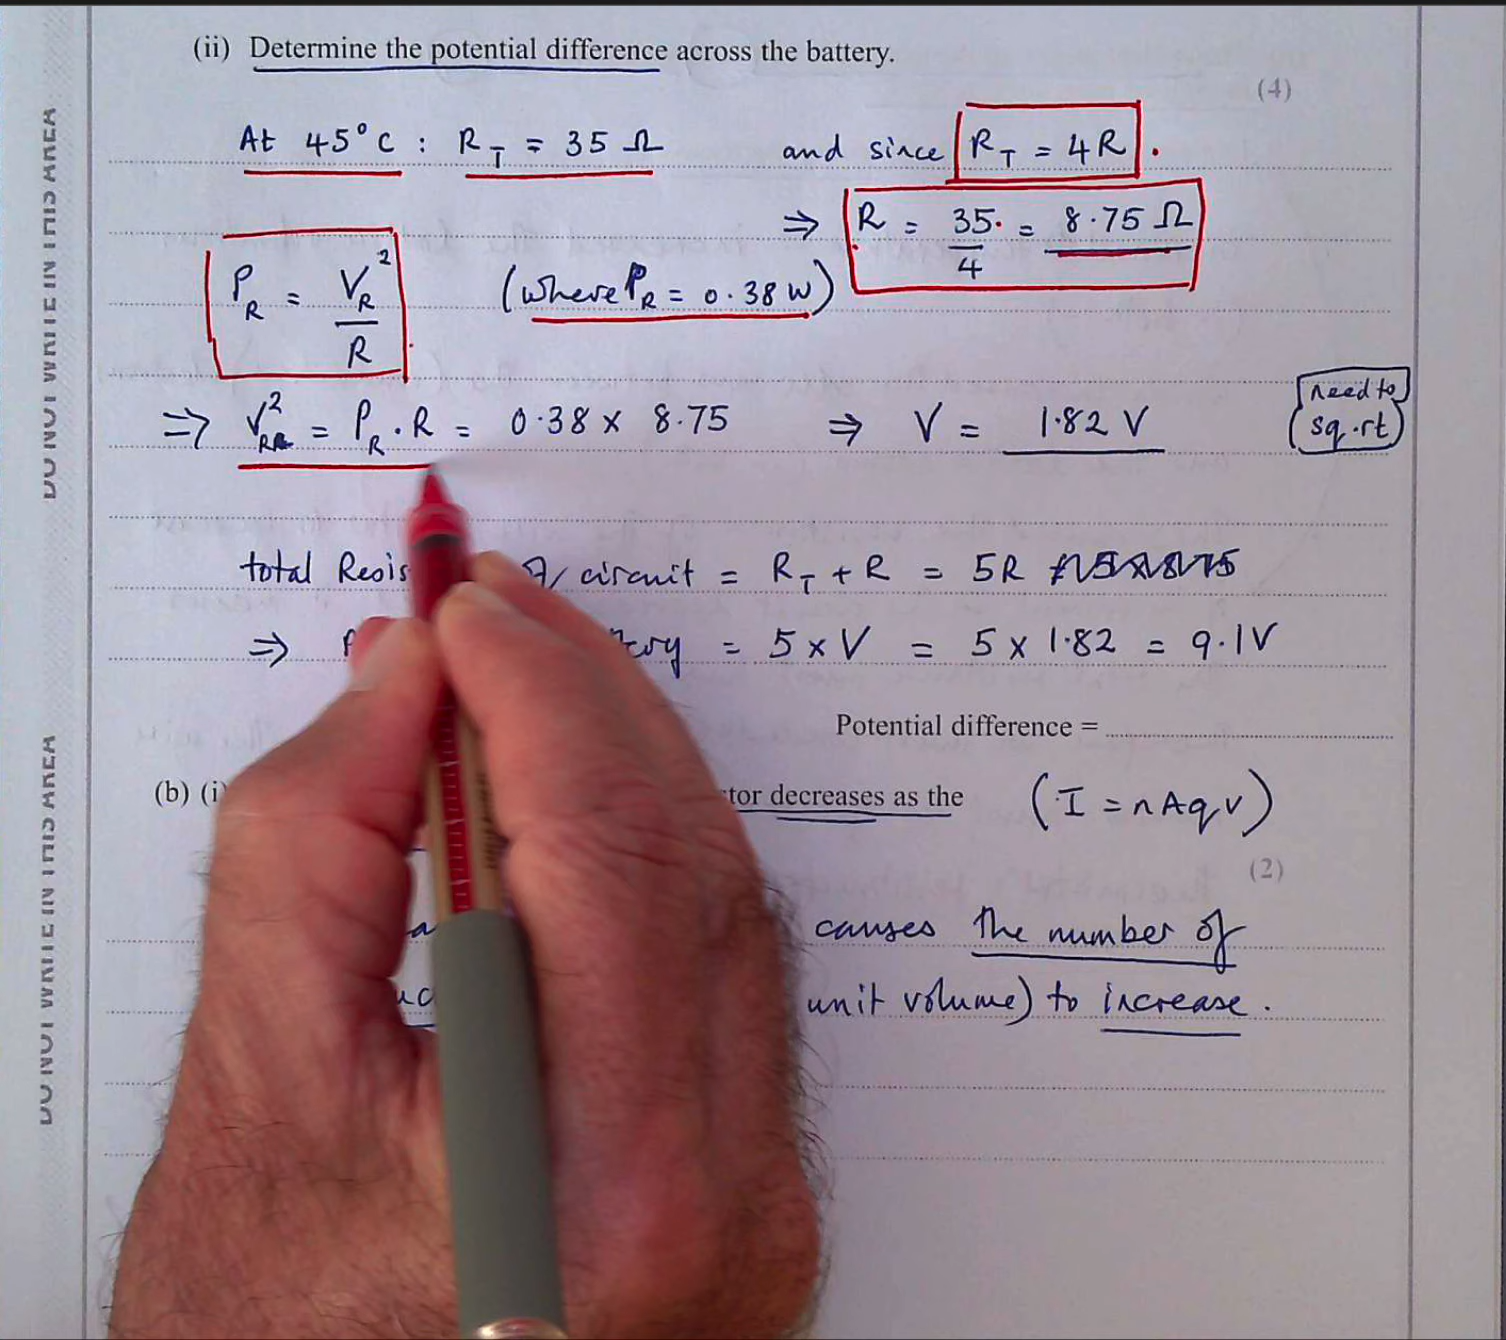 (ii) Determine the potential difference across the battery.
(4)
At 45°C : R_T = 35 Ω and since R_T = 4R .
⇒ R = 35/4 = 8.75 Ω
P_R = V_R²/R (where P_R = 0.38 W)
⇒ V_R² = P_R . R = 0.38 × 8.75 ⇒ V = 1.82 V
need to
sq.rt
total circuit = R_T + R = 5R
⇒ = 5 × V = 5 × 1.82 = 9.1V
Potential difference =
(b) (i) decreases as the (I = nAqv)
(2)
causes the number of
unit volume) to increase.
DO NOT WRITE IN THIS AREA
DO NOT WRITE IN THIS AREA